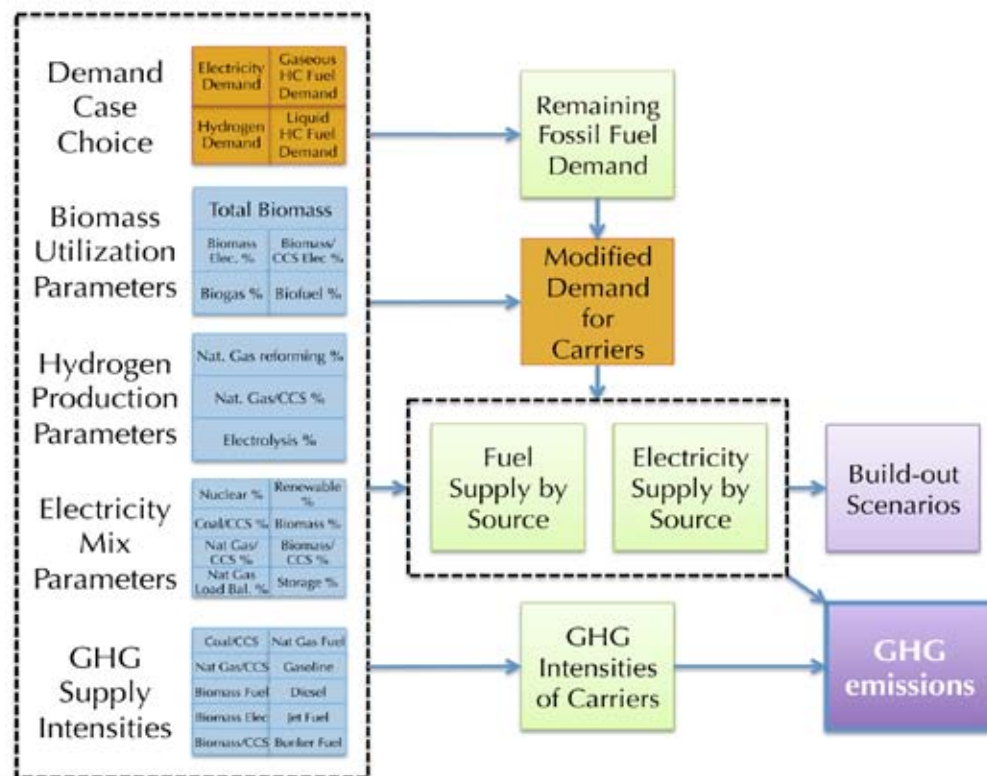 Demand
Case
Choice
Electricity
Demand
Gaseous
HC Fuel
Demand
Hydrogen
Demand
Liquid
HC Fuel
Demand
Biomass
Utilization
Parameters
Total Biomass
Biomass
Elec. %
Biomass/
CCS Elec %
Biogas %
Biofuel %
Hydrogen
Production
Parameters
Nat. Gas reforming %
Nat. Gas/CCS %
Electrolysis %
Electricity
Mix
Parameters
Nuclear %
Renewable
%
Coal/CCS %
Biomass %
Nat Gas/
CCS %
Biomass/
CCS %
Nat Gas
Load Bal. %
Storage %
GHG
Supply
Intensities
Coal/CCS
Nat Gas Fuel
Nat Gas/CCS
Gasoline
Biomass Fuel
Diesel
Biomass Elec
Jet Fuel
Biomass/CCS
Bunker Fuel
Remaining
Fossil Fuel
Demand
Modified
Demand
for
Carriers
Fuel
Supply by
Source
Electricity
Supply by
Source
Build-out
Scenarios
GHG
Intensities
of Carriers
GHG
emissions